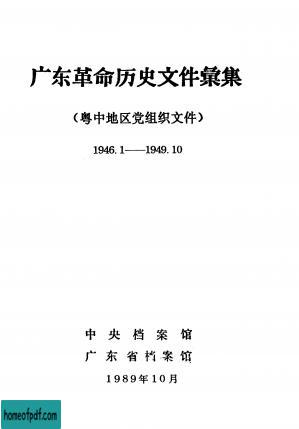 广东革命历史文件彙集
（粤中地区党组织文件）
1946.1——1949.10
中央档案馆
广东省档案馆
1989年10月
homeofpdf.com